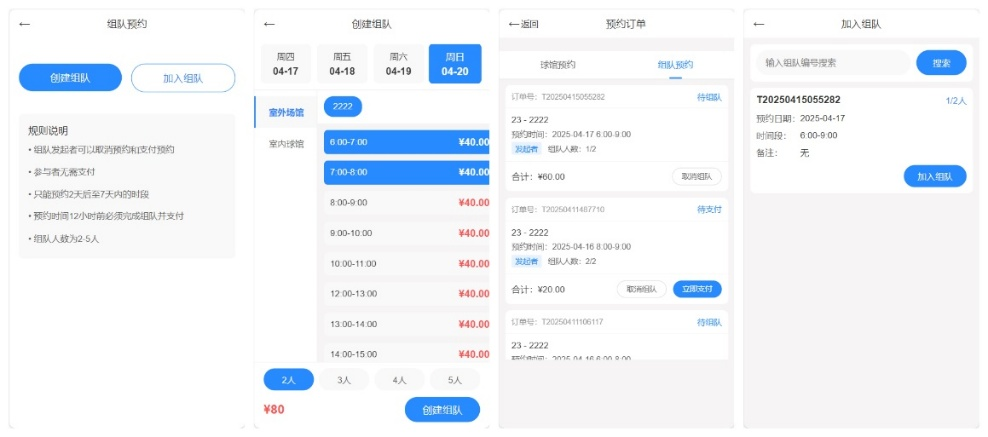 ←
组队预约
创建组队
加入组队
规则说明
• 组队发起者可以取消预约和支付预约
• 参与者无需支付
• 只能预约2天后至7天内的时段
• 预约时间12小时前必须完成组队并支付
• 组队人数为2-5人
←
创建组队
周四 周五 周六 周日
04-17 04-18 04-19 04-20
室外场馆
室内球馆
2222
6:00-7:00 ¥40.00
7:00-8:00 ¥40.00
8:00-9:00 ¥40.00
9:00-10:00 ¥40.00
10:00-11:00 ¥40.00
12:00-13:00 ¥40.00
13:00-14:00 ¥40.00
14:00-15:00 ¥40.00
2人 3人 4人 5人
¥80 创建组队
←返回 预约订单
球馆预约 组队预约
订单号：T20250415055282 待组队
23 - 2222
预约时间：2025-04-17 6:00-9:00
发起者 组队人数：1/2
合计：¥60.00 取消组队
订单号：T20250411487710 待支付
23 - 2222
预约时间：2025-04-16 8:00-9:00
发起者 组队人数：2/2
合计：¥20.00 取消组队 立即支付
订单号：T20250411106117 待组队
23 - 2222
预约时间：2025-04-16 6:00-8:00
← 加入组队
输入组队编号搜索 搜索
T20250415055282 1/2人
预约日期：2025-04-17
时间段：6:00-9:00
备注：无
加入组队